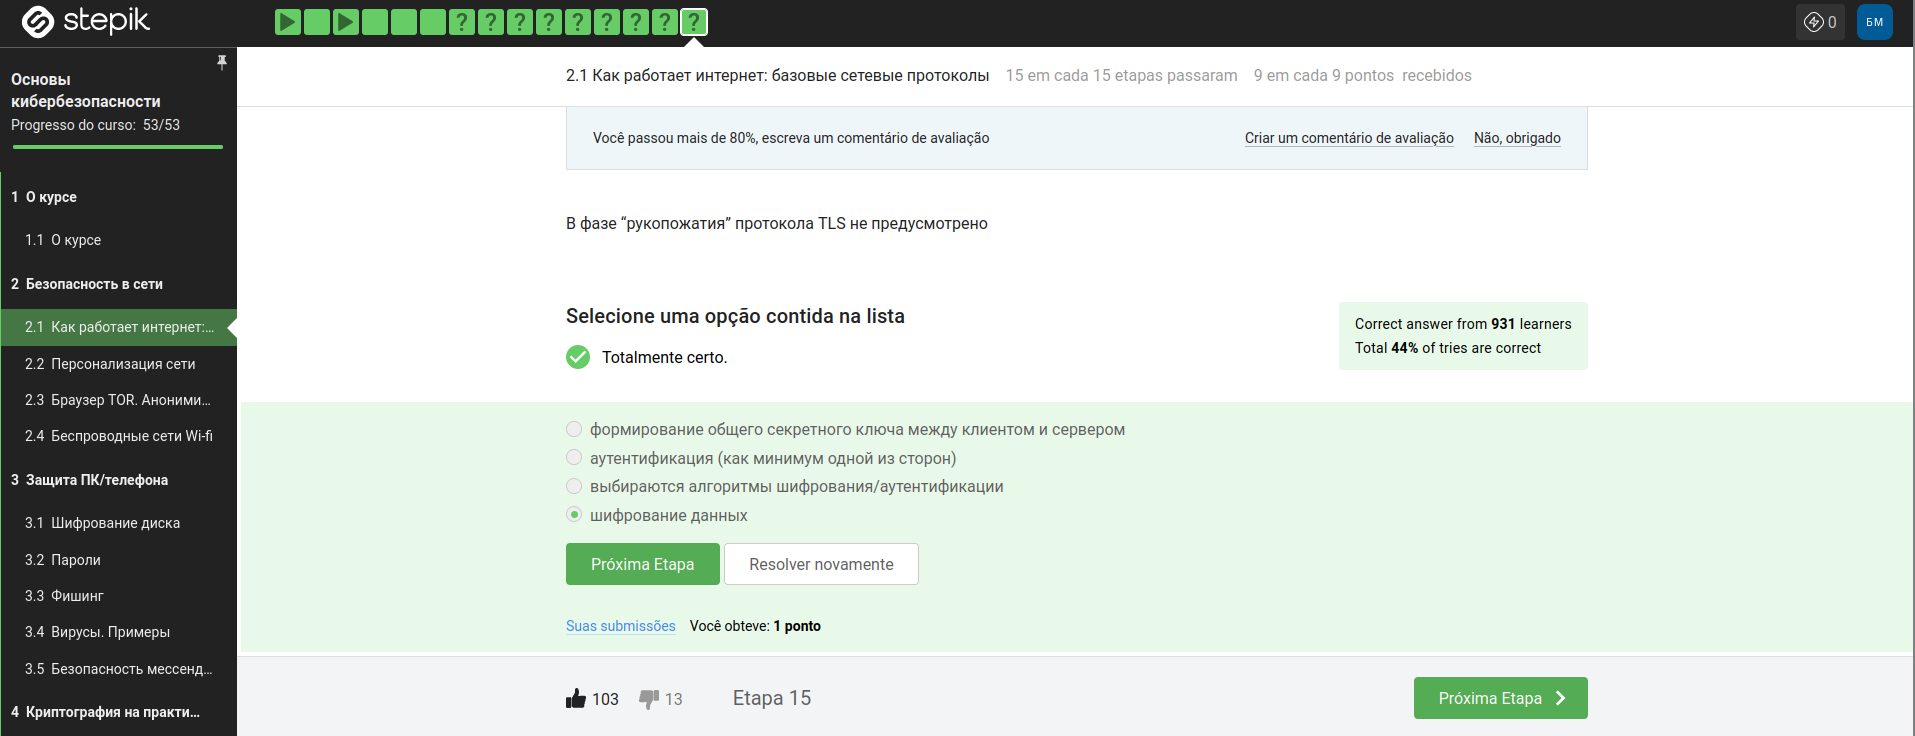 stepik
? ? ? ? ? ? ? ? ?
0
БМ
Основы
кибербезопасности
Progresso do curso: 53/53
1 О курсе
1.1 О курсе
2 Безопасность в сети
2.1 Как работает интернет:...
2.2 Персонализация сети
2.3 Браузер TOR. Аноними...
2.4 Беспроводные сети Wi-fi
3 Защита ПК/телефона
3.1 Шифрование диска
3.2 Пароли
3.3 Фишинг
3.4 Вирусы. Примеры
3.5 Безопасность мессенд...
4 Криптография на практи...
2.1 Как работает интернет: базовые сетевые протоколы 15 em cada 15 etapas passaram 9 em cada 9 pontos recebidos
Você passou mais de 80%, escreva um comentário de avaliação Criar um comentário de avaliação Não, obrigado
В фазе “рукопожатия” протокола TLS не предусмотрено
Selecione uma opção contida na lista
Totalmente certo.
Correct answer from 931 learners
Total 44% of tries are correct
формирование общего секретного ключа между клиентом и сервером
аутентификация (как минимум одной из сторон)
выбираются алгоритмы шифрования/аутентификации
шифрование данных
Próxima Etapa Resolver novamente
Suas submissões Você obteve: 1 ponto
103 13 Etapa 15 Próxima Etapa